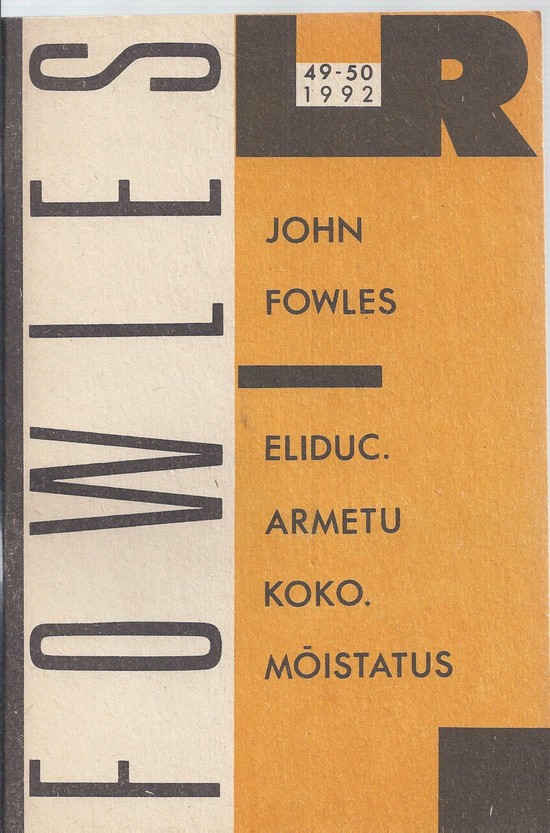 FOWLES
LR
49-50
1992
JOHN
FOWLES
ELIDUC.
ARMETU
KOKO.
MÕISTATUS